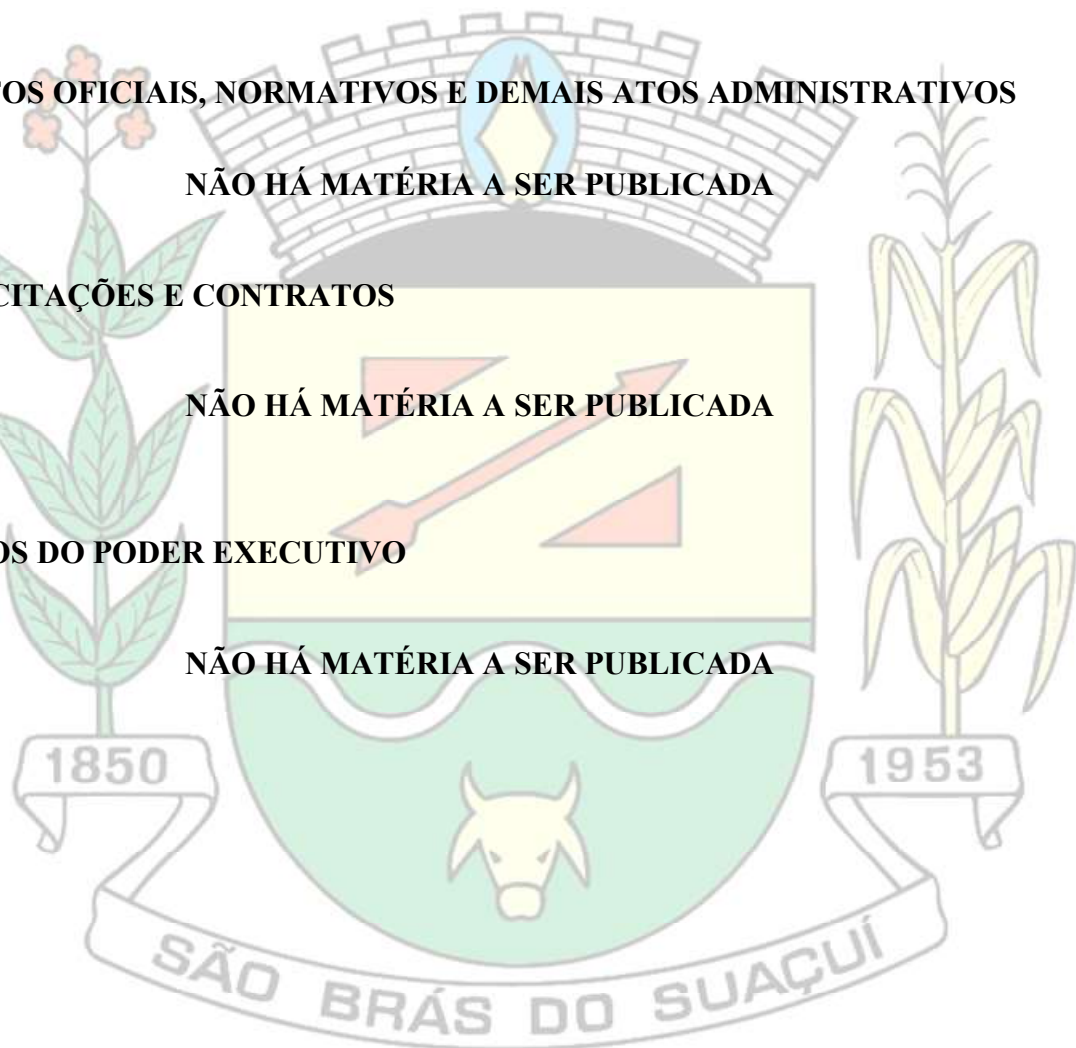 TOS OFICIAIS, NORMATIVOS E DEMAIS ATOS ADMINISTRATIVOS
NÃO HÁ MATÉRIA A SER PUBLICADA
CITAÇÕES E CONTRATOS
NÃO HÁ MATÉRIA A SER PUBLICADA
OS DO PODER EXECUTIVO
NÃO HÁ MATÉRIA A SER PUBLICADA
1850
1953
SÃO BRÁS DO SUAÇUÍ